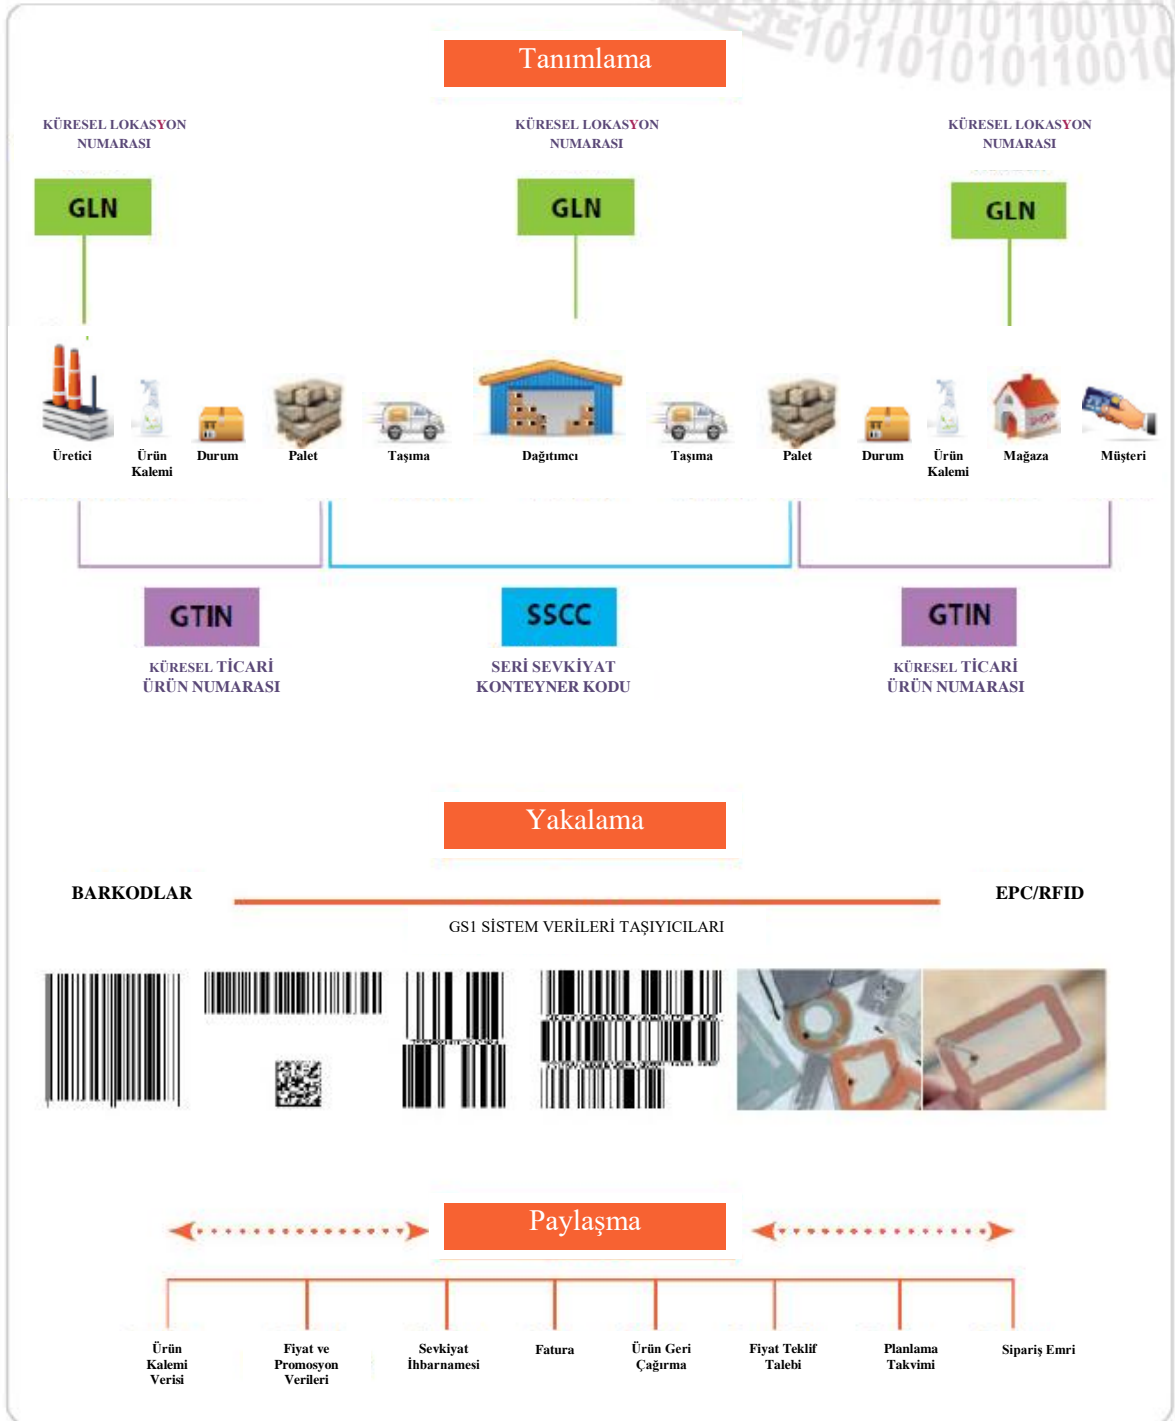 010110101100101
10110101011001 0
Tanımlama
KÜRESEL LOKASYON
NUMARASI
KÜRESEL LOKASYON
NUMARASI
KÜRESEL LOKASYON
NUMARASI
GLN
GLN
GLN
SHOP
Üretici
Ürün
Kalemi
Durum
Palet
Taşıma
Dağıtımcı
Taşıma
Palet
Durum
Ürün
Kalemi
Mağaza
Müşteri
GTIN
SSCC
GTIN
KÜRESEL TİCARİ
ÜRÜN NUMARASI
SERİ SEVKİYAT
KONTEYNER KODU
KÜRESEL TİCARİ
ÜRÜN NUMARASI
Yakalama
BARKODLAR
EPC/RFID
GS1 SİSTEM VERİLERİ TAŞIYICILARI
Paylaşma
Ürün
Kalemi
Verisi
Fiyat ve
Promosyon
Verileri
Sevkiyat
İhbarnamesi
Fatura
Ürün Geri
Çağırma
Fiyat Teklif
Talebi
Planlama
Takvimi
Sipariş Emri